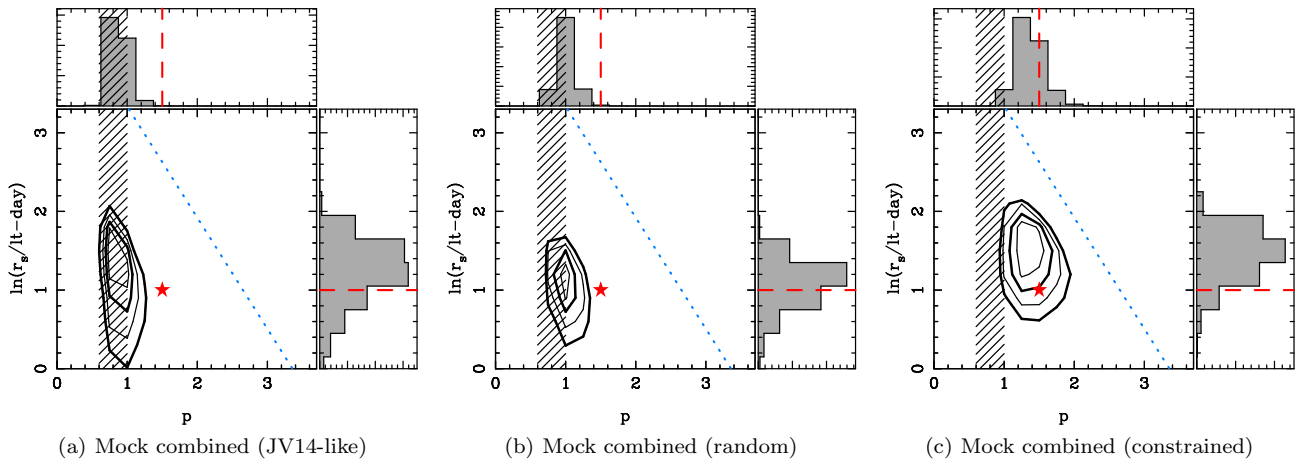 3
2
1
0
ln(r_s/lt-day)
0 1 2 3
p
(a) Mock combined (JV14-like)
3
2
1
0
ln(r_s/lt-day)
0 1 2 3
p
(b) Mock combined (random)
3
2
1
0
ln(r_s/lt-day)
0 1 2 3
p
(c) Mock combined (constrained)